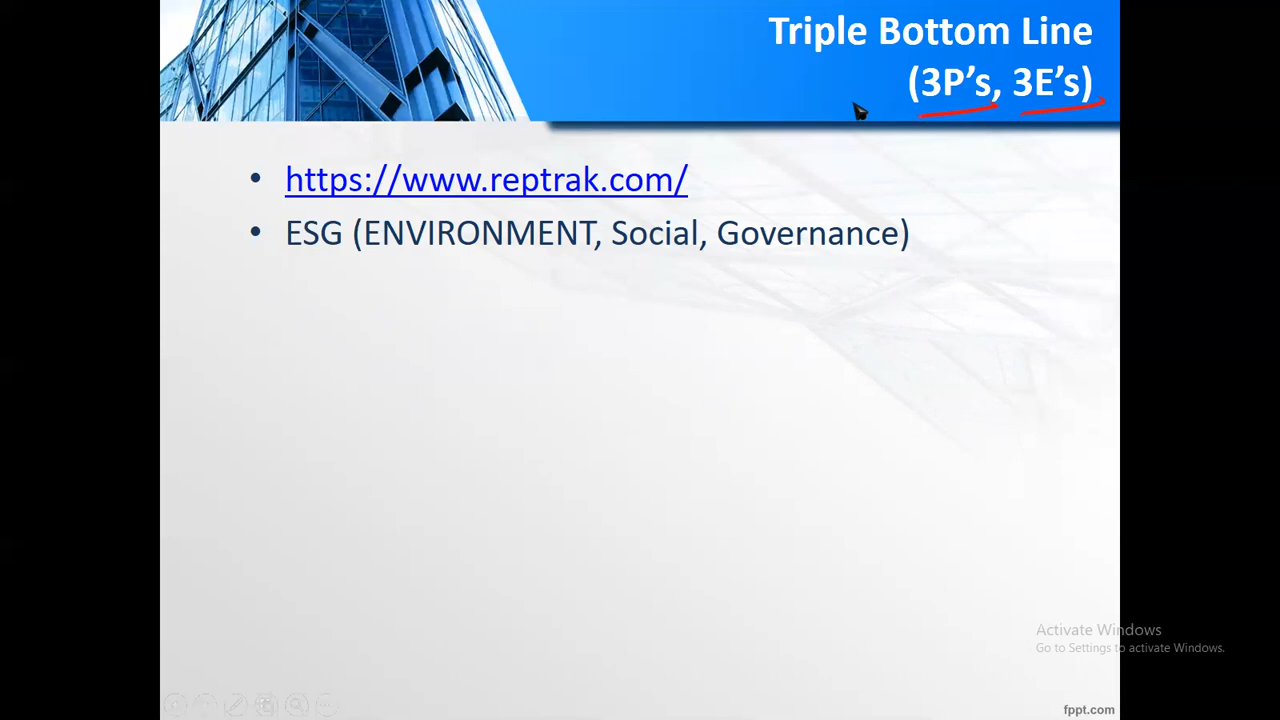 Triple Bottom Line
(3P's, 3E's)
https://www.reptrak.com/
ESG (ENVIRONMENT, Social, Governance)
Activate Windows
Go to Settings to activate Windows.
fppt.com